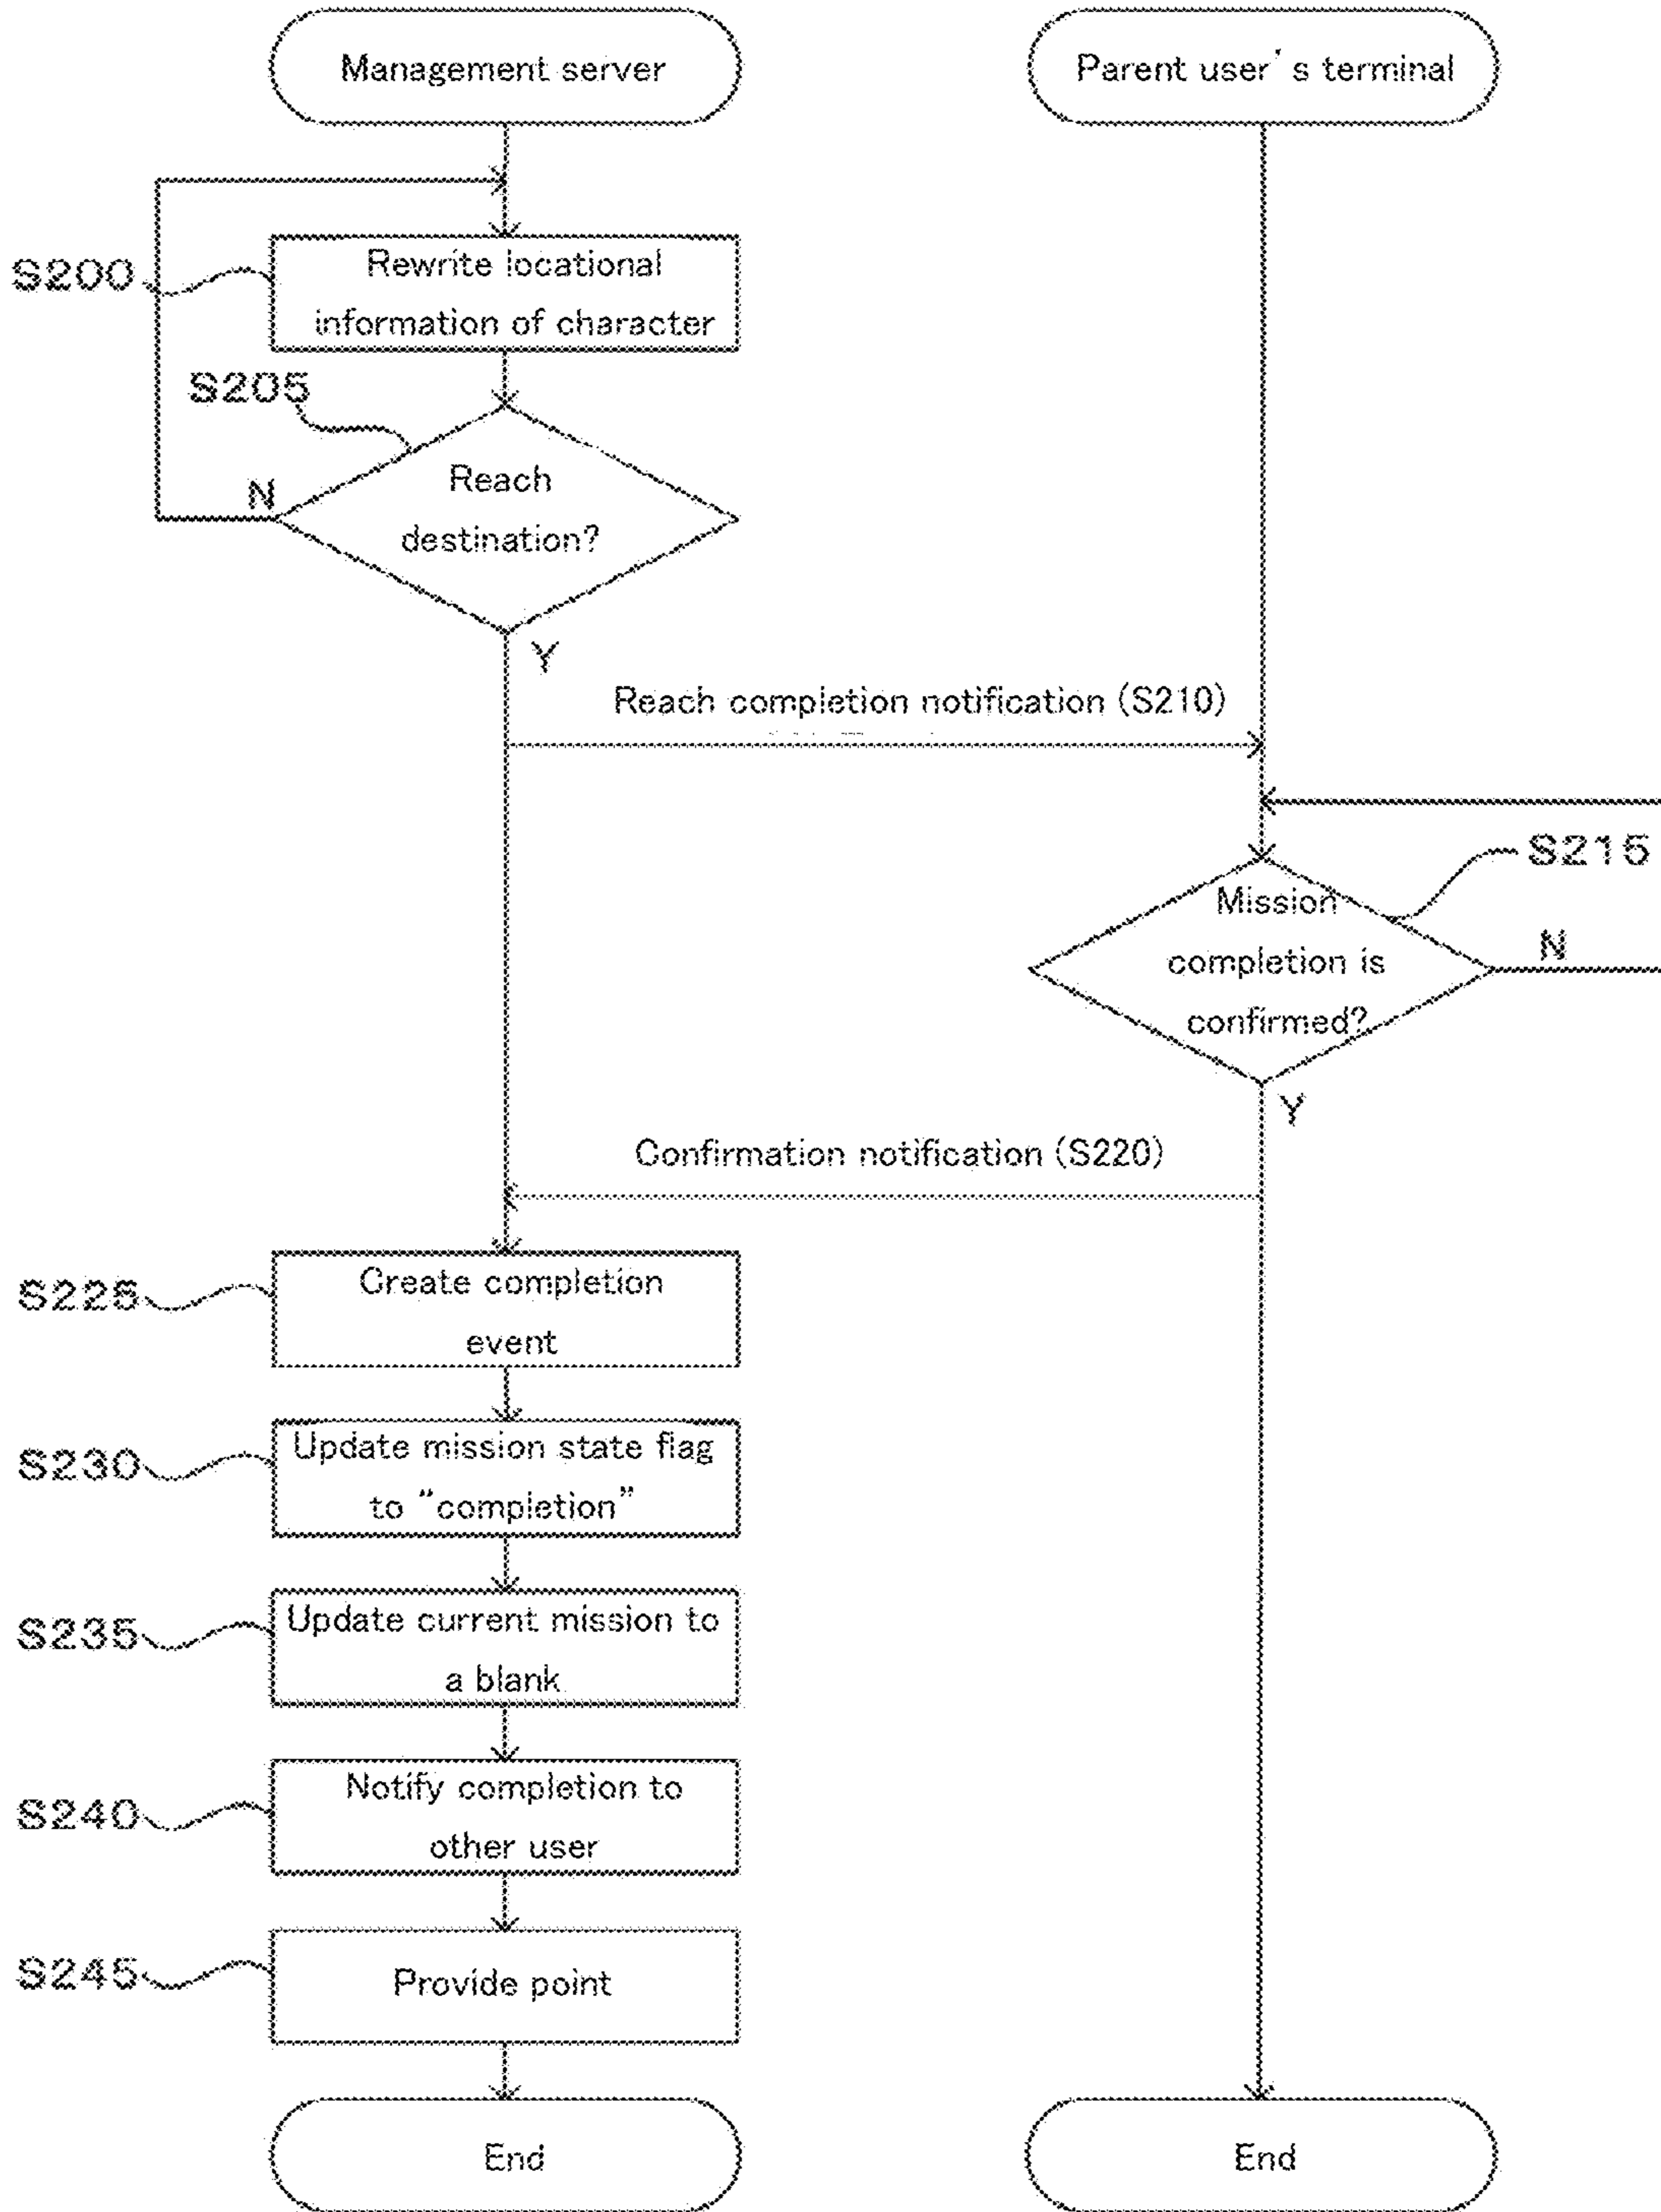 Management server
Parent user's terminal
S200
Rewrite locational
information of character
S205
Reach
destination?
N
Y
Reach completion notification (S210)
S215
Mission
completion is
confirmed?
N
Y
Confirmation notification (S220)
S225
Create completion
event
S230
Update mission state flag
to “completion”
S235
Update current mission to
a blank
S240
Notify completion to
other user
S245
Provide point
End
End